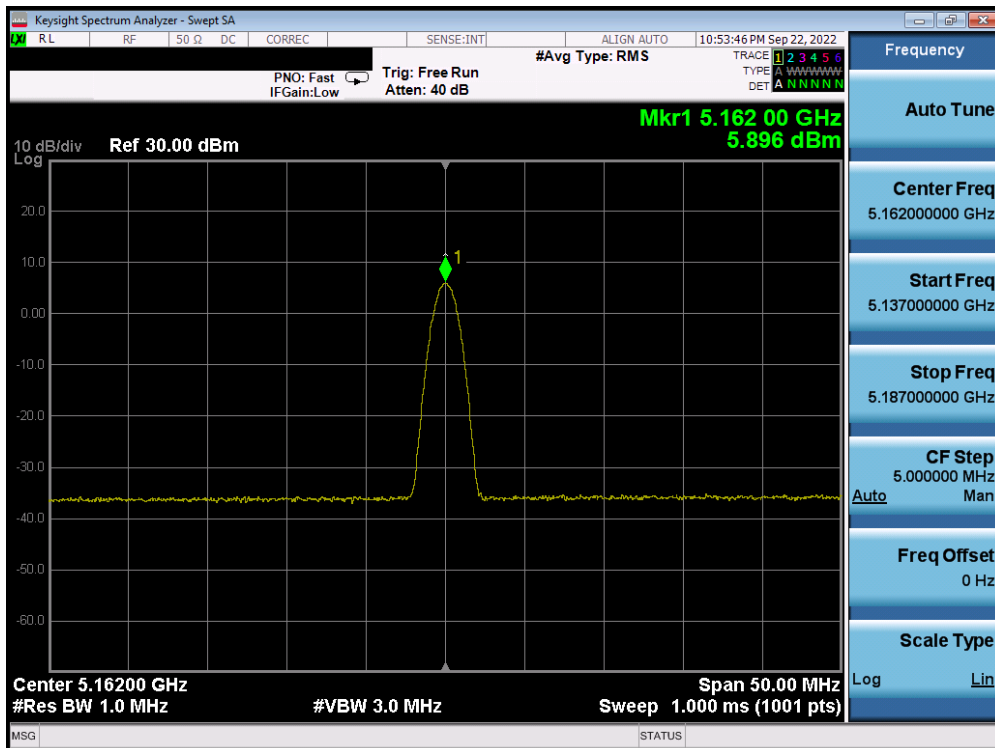 Keysight Spectrum Analyzer - Swept SA
LXI RL RF 50 Ω DC CORREC SENSE:INT ALIGN AUTO 10:53:46 PM Sep 22, 2022
PNO: Fast
IFGain:Low
Trig: Free Run
Atten: 40 dB
#Avg Type: RMS
TRACE 1 2 3 4 5 6
TYPE A WWWWW
DET A N N N N N
Mkr1 5.162 00 GHz
5.896 dBm
10 dB/div
Log
Ref 30.00 dBm
20.0
10.0
0.00
-10.0
-20.0
-30.0
-40.0
-50.0
-60.0
1
Center 5.16200 GHz
Span 50.00 MHz
#Res BW 1.0 MHz
#VBW 3.0 MHz
Sweep 1.000 ms (1001 pts)
MSG
STATUS
Frequency
Auto Tune
Center Freq
5.162000000 GHz
Start Freq
5.137000000 GHz
Stop Freq
5.187000000 GHz
CF Step
5.000000 MHz
Auto Man
Freq Offset
0 Hz
Scale Type
Log Lin